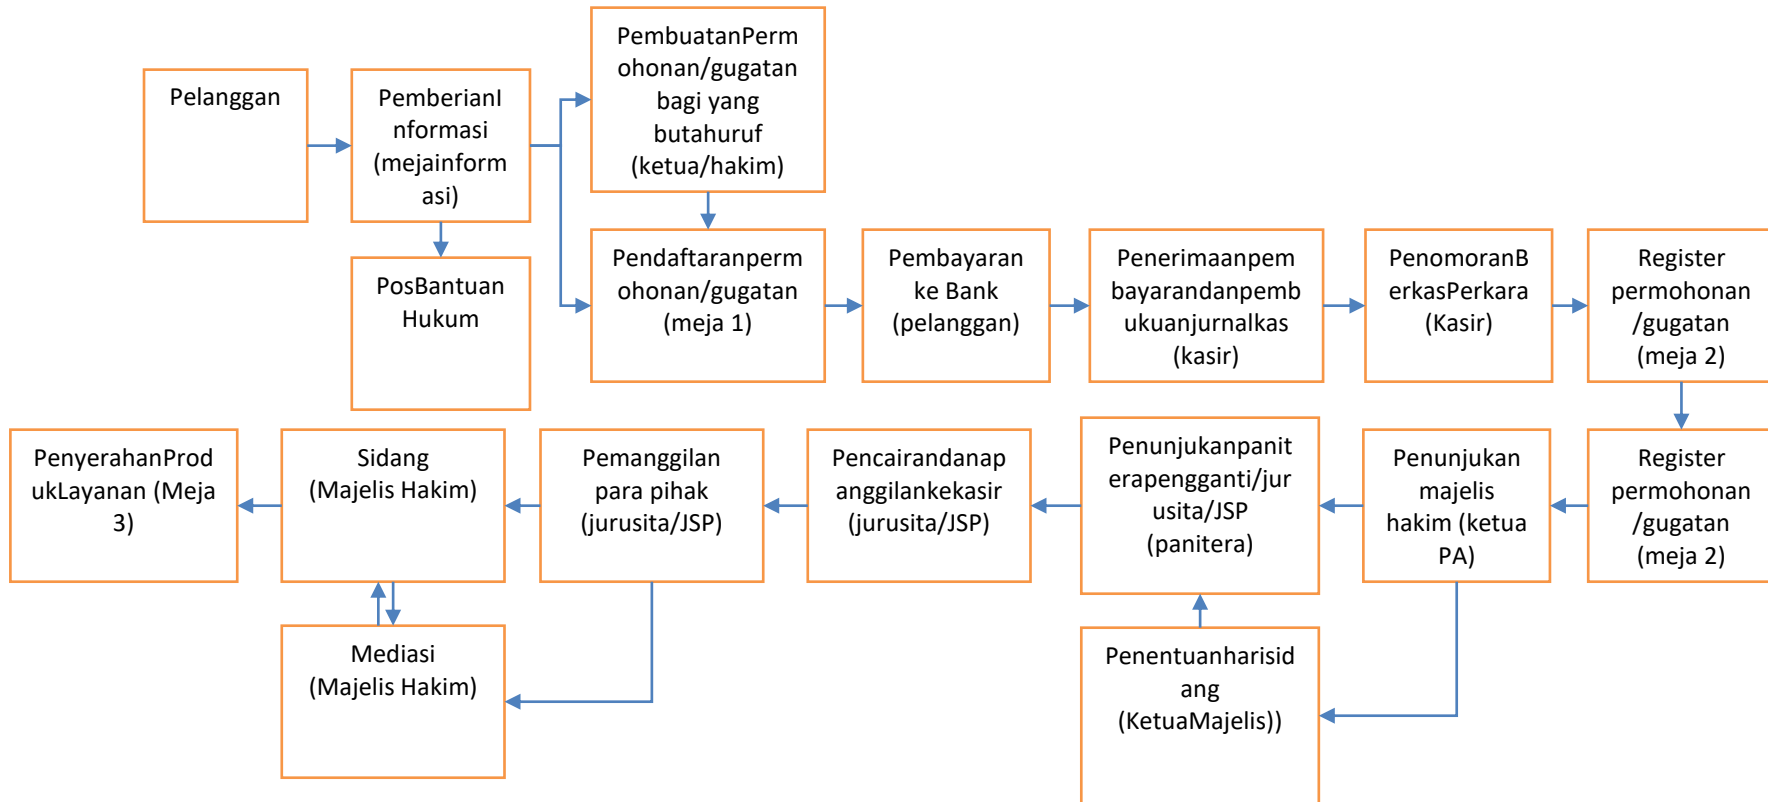 Pelanggan
PemberianI
nformasi
(mejainform
asi)
PembuatanPerm
ohonan/gugatan
bagi yang
butahuruf
(ketua/hakim)
PosBantuan
Hukum
Pendaftaranperm
ohonan/gugatan
(meja 1)
Pembayaran
ke Bank
(pelanggan)
Penerimaanpem
bayarandanpemb
ukuanjurnalkas
(kasir)
PenomoranB
erkasPerkara
(Kasir)
Register
permohonan
/gugatan
(meja 2)
Register
permohonan
/gugatan
(meja 2)
Penunjukan
majelis
hakim (ketua
PA)
Penentuanharisid
ang
(KetuaMajelis))
Penunjukanpanit
erapengganti/jur
usita/JSP
(panitera)
Pencairandanap
anggilankekasir
(jurusita/JSP)
Pemanggilan
para pihak
(jurusita/JSP)
Sidang
(Majelis Hakim)
Mediasi
(Majelis Hakim)
PenyerahanProd
ukLayanan (Meja
3)